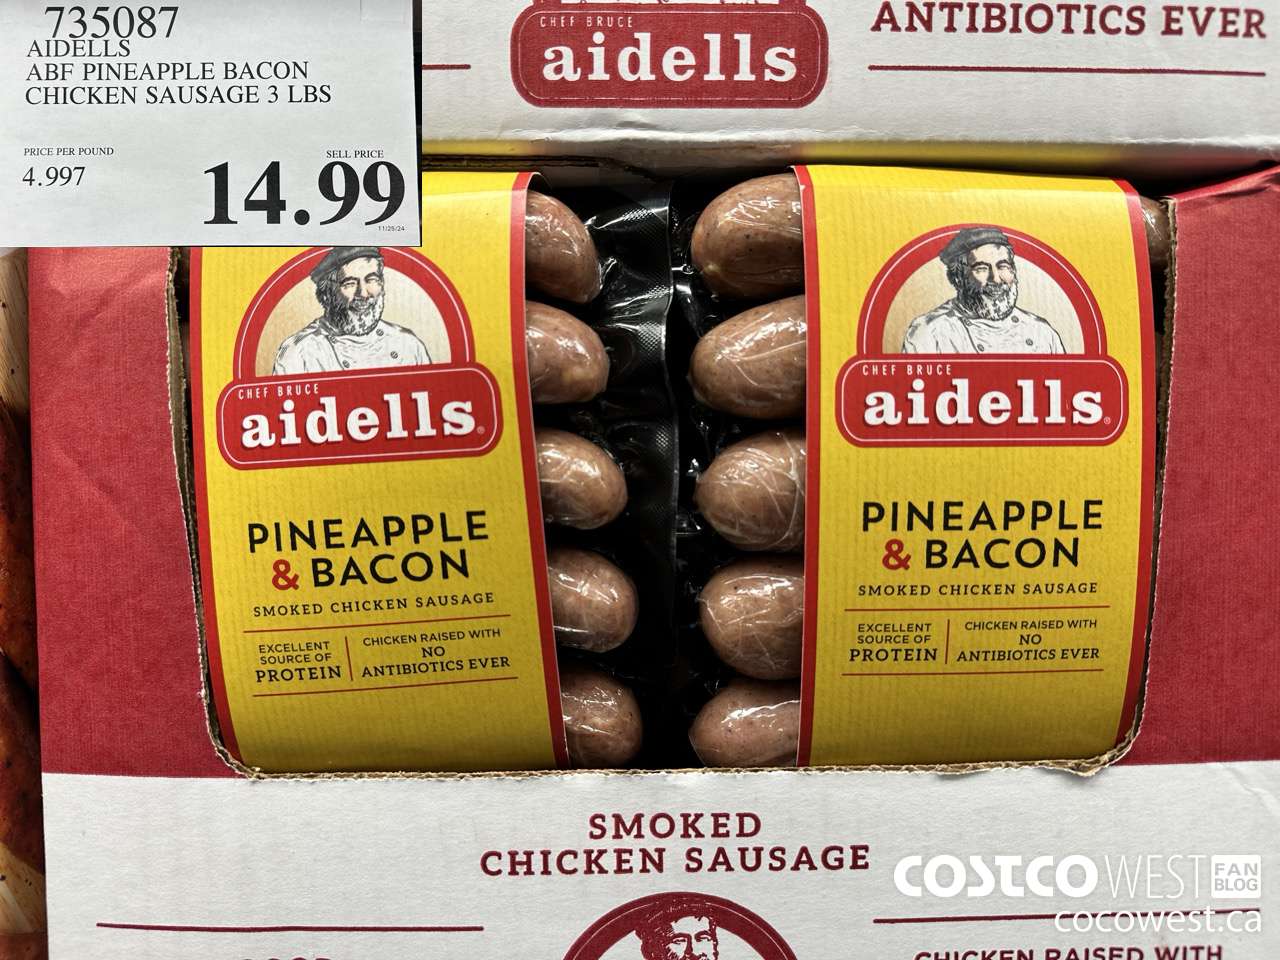 735087
AIDELLS
ABF PINEAPPLE BACON
CHICKEN SAUSAGE 3 LBS
PRICE PER POUND
4.997
SELL PRICE
14.99
11/25/24
CHEF BRUCE
aidells
ANTIBIOTICS EVER
CHEF BRUCE
aidells®
PINEAPPLE
& BACON
SMOKED CHICKEN SAUSAGE
EXCELLENT
SOURCE OF
PROTEIN
CHICKEN RAISED WITH
NO
ANTIBIOTICS EVER
CHEF BRUCE
aidells®
PINEAPPLE
& BACON
SMOKED CHICKEN SAUSAGE
EXCELLENT
SOURCE OF
PROTEIN
CHICKEN RAISED WITH
NO
ANTIBIOTICS EVER
SMOKED
CHICKEN SAUSAGE
COSTCO WEST FAN BLOG
cocowest.ca
CHICKEN RAISED WITH